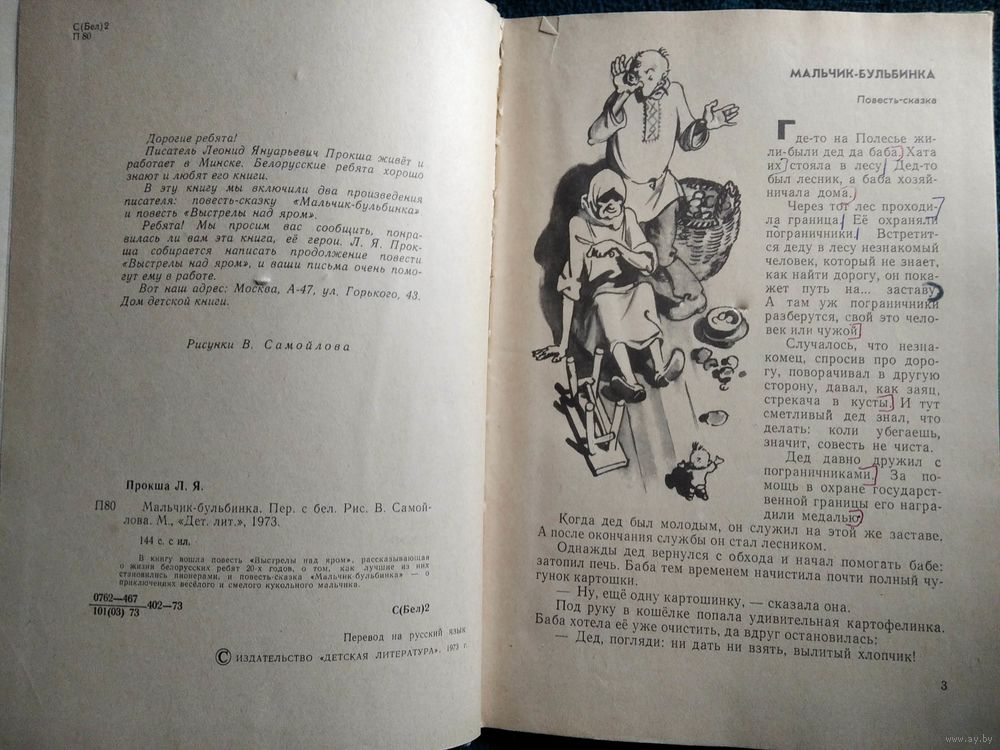 С(Бел)2
П 80
Дорогие ребята!
Писатель Леонид Януарьевич Прокша живёт и
работает в Минске. Белорусские ребята хорошо
знают и любят его книги.
В эту книгу мы включили два произведения
писателя: повесть-сказку «Мальчик-бульбинка»
и повесть «Выстрелы над яром».
Ребята! Мы просим вас сообщить, понра-
вилась ли вам эта книга, её герои. Л. Я. Прок-
ша собирается написать продолжение повести
«Выстрелы над яром», и ваши письма очень помо-
гут ему в работе.
Вот наш адрес: Москва, А-47, ул. Горького, 43.
Дом детской книги.
Рисунки В. Самойлова
Прокша Л. Я.
П80 Мальчик-бульбинка. Пер. с бел. Рис. В. Самой-
лова. М., «Дет. лит.», 1973.
144 с. с ил.
В книгу вошла повесть «Выстрелы над яром», рассказывающая
о жизни белорусских ребят 20-х годов, о том, как лучшие из них
становились пионерами, и повесть-сказка «Мальчик-бульбинка» — о
приключениях весёлого и смелого кукольного мальчика.
0762—467
101(03) 73 402—73
С(Бел)2
Перевод на русский язык
© ИЗДАТЕЛЬСТВО «ДЕТСКАЯ ЛИТЕРАТУРА», 1973 г.
МАЛЬЧИК-БУЛЬБИНКА
Повесть-сказка
Где-то на Полесье жи-
ли-были дед да баба. Хата
их стояла в лесу. Дед-то
был лесник, а баба хозяй-
ничала дома.
Через тот лес проходи-
ла граница. Её охраняли
пограничники. Встретит-
ся деду в лесу незнакомый
человек, который не знает,
как найти дорогу, он пока-
жет путь на... заставу.
А там уж пограничники
разберутся, свой это чело-
век или чужой.
Случалось, что незна-
комец, спросив про доро-
гу, поворачивал в другую
сторону, давал, как заяц,
стрекача в кусты. И тут
сметливый дед знал, что
делать: коли убегаешь,
значит, совесть не чиста.
Дед давно дружил с
пограничниками. За по-
мощь в охране государст-
венной границы его награ-
дили медалью.
Когда дед был молодым, он служил на этой же заставе.
А после окончания службы он стал лесником.
Однажды дед вернулся с обхода и начал помогать бабе:
затопил печь. Баба тем временем начистила почти полный чу-
гунок картошки.
— Ну, ещё одну картошинку, — сказала она.
Под руку в кошёлке попала удивительная картофелинка.
Баба хотела её уже очистить, да вдруг остановилась:
— Дед, погляди: ни дать ни взять, вылитый хлопчик!
3
www.ay.by